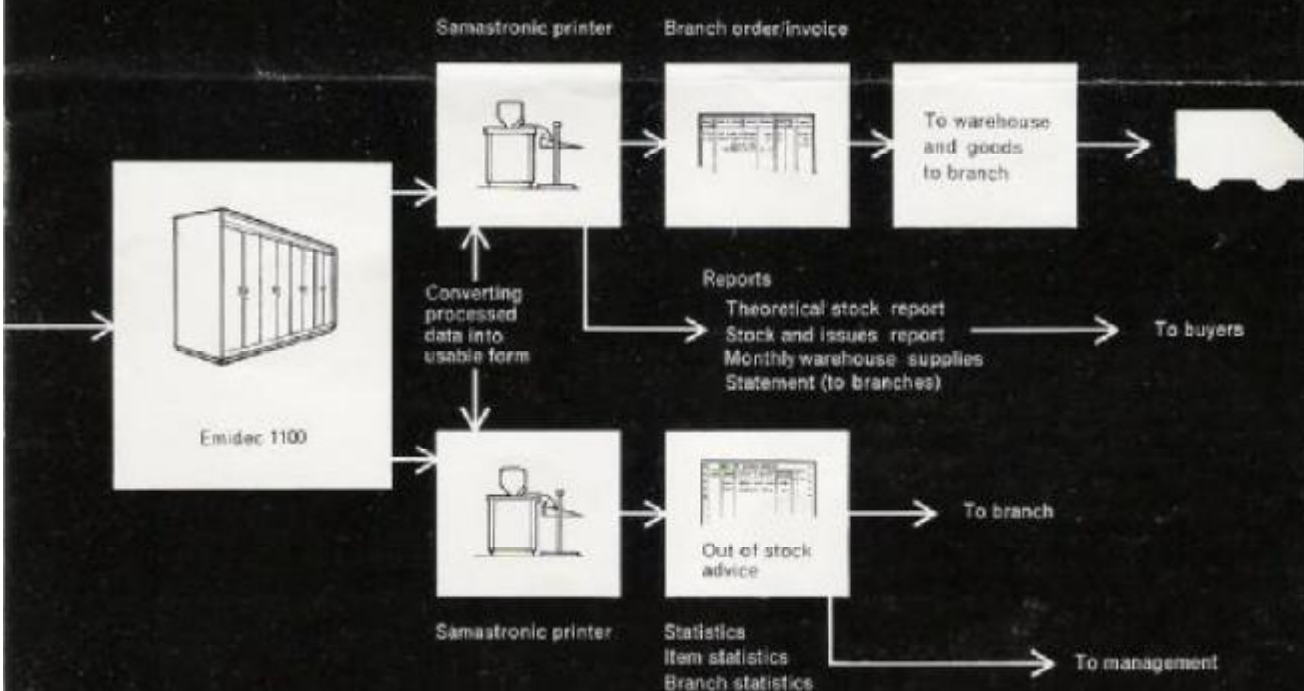 Samastronic printer
Branch order/invoice
To warehouse
and goods
to branch
Emidec 1100
Converting
processed
data into
usable form
Reports
Theoretical stock report
Stock and issues report
Monthly warehouse supplies
Statement (to branches)
To buyers
Out of stock
advice
To branch
Samastronic printer
Statistics
Item statistics
Branch statistics
To management